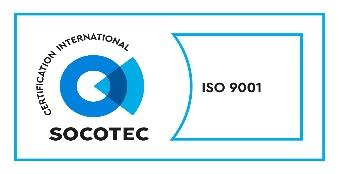 CERTIFICATION INTERNATIONAL
SOCOTEC
ISO 9001